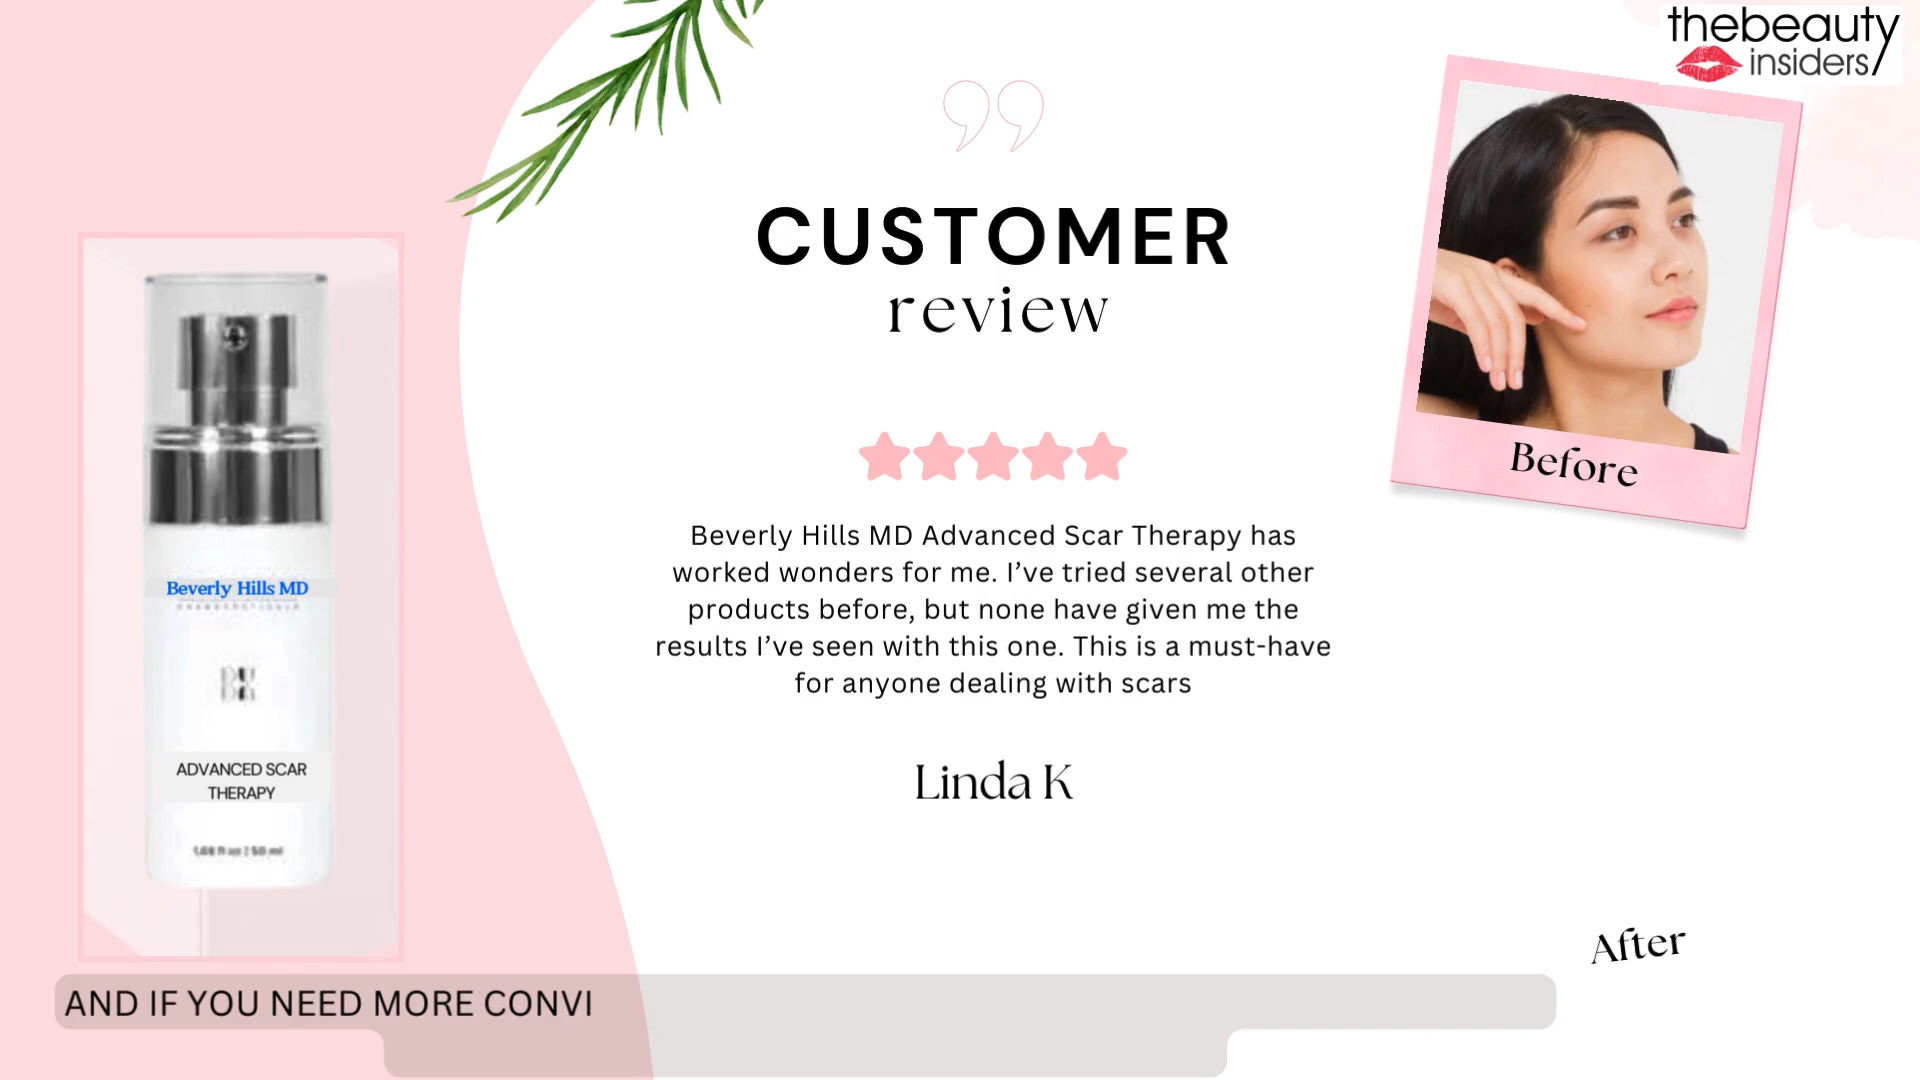 thebeauty
insiders
CUSTOMER
review
Beverly Hills MD Advanced Scar Therapy has
worked wonders for me. I’ve tried several other
products before, but none have given me the
results I’ve seen with this one. This is a must-have
for anyone dealing with scars
Linda K
Before
After
Beverly Hills MD
ADVANCED SCAR
THERAPY
AND IF YOU NEED MORE CONVI